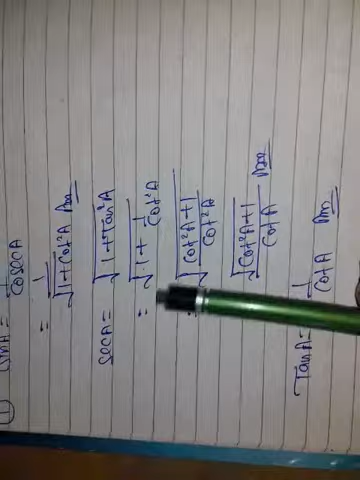 ① SinA = 1/CosecA
= 1/√(1+Cot²A) Ans
SecA = √(1+Tan²A)
= √(1+1/Cot²A)
= √((Cot²A+1)/Cot²A)
√(Cot²A+1)/CotA Ans
TanA = 1/CotA Ans